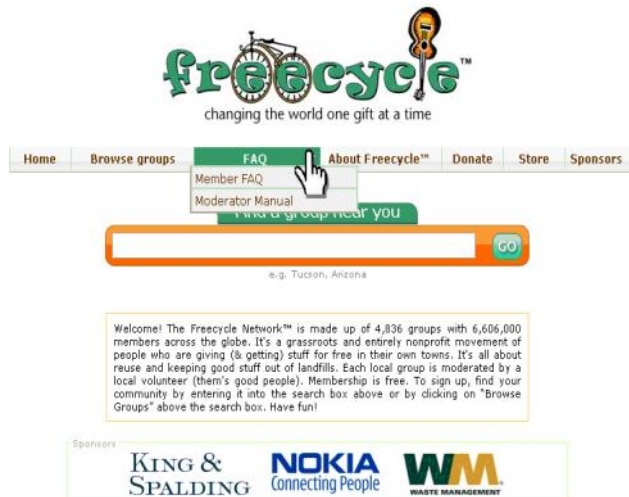 freecycle™
changing the world one gift at a time
Home Browse groups FAQ About Freecycle™ Donate Store Sponsors
Member FAQ
Moderator Manual
Find a group near you
GO
e.g. Tucson, Arizona
Welcome! The Freecycle Network™ is made up of 4,836 groups with 6,606,000
members across the globe. It's a grassroots and entirely nonprofit movement of
people who are giving (& getting) stuff for free in their own towns. It's all about
reuse and keeping good stuff out of landfills. Each local group is moderated by a
local volunteer (them's good people). Membership is free. To sign up, find your
community by entering it into the search box above or by clicking on "Browse
Groups" above the search box. Have fun!
Sponsors
KING &
SPALDING
NOKIA
Connecting People
WM
WASTE MANAGEMENT